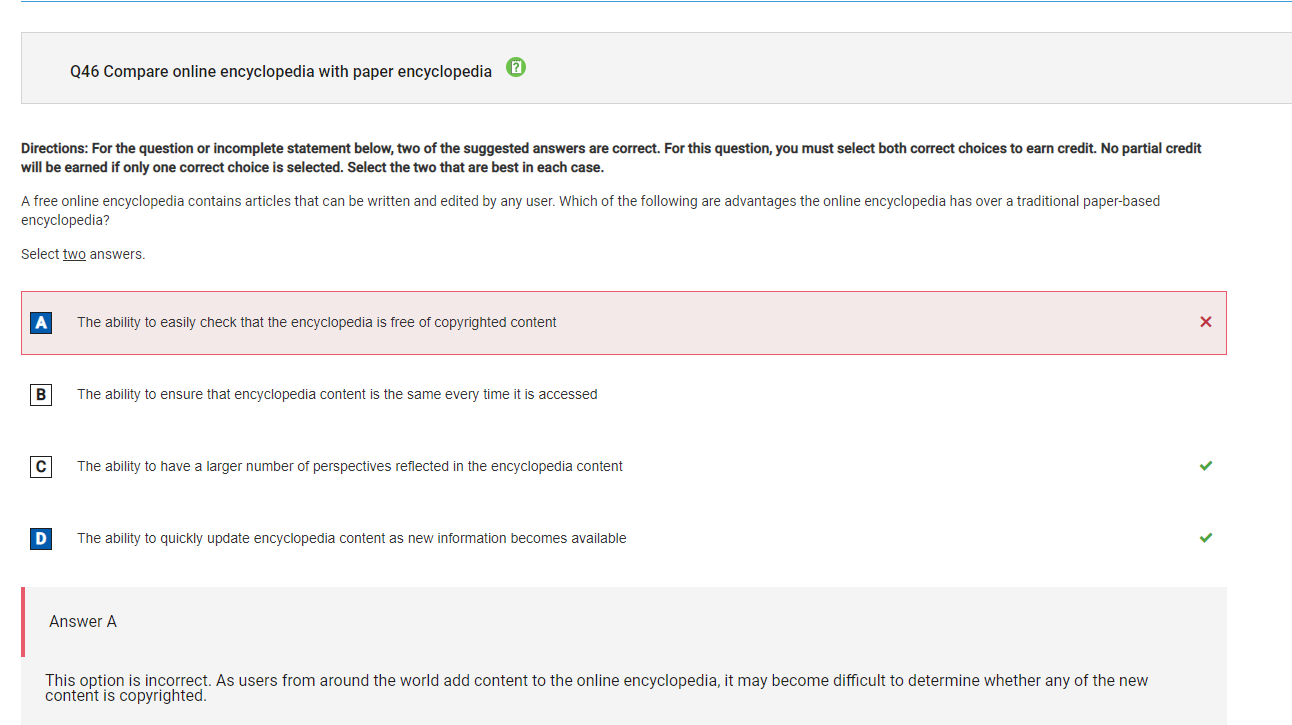 Q46 Compare online encyclopedia with paper encyclopedia ?
Directions: For the question or incomplete statement below, two of the suggested answers are correct. For this question, you must select both correct choices to earn credit. No partial credit
will be earned if only one correct choice is selected. Select the two that are best in each case.
A free online encyclopedia contains articles that can be written and edited by any user. Which of the following are advantages the online encyclopedia has over a traditional paper-based
encyclopedia?
Select two answers.
A The ability to easily check that the encyclopedia is free of copyrighted content
B The ability to ensure that encyclopedia content is the same every time it is accessed
C The ability to have a larger number of perspectives reflected in the encyclopedia content
D The ability to quickly update encyclopedia content as new information becomes available
Answer A
This option is incorrect. As users from around the world add content to the online encyclopedia, it may become difficult to determine whether any of the new
content is copyrighted.